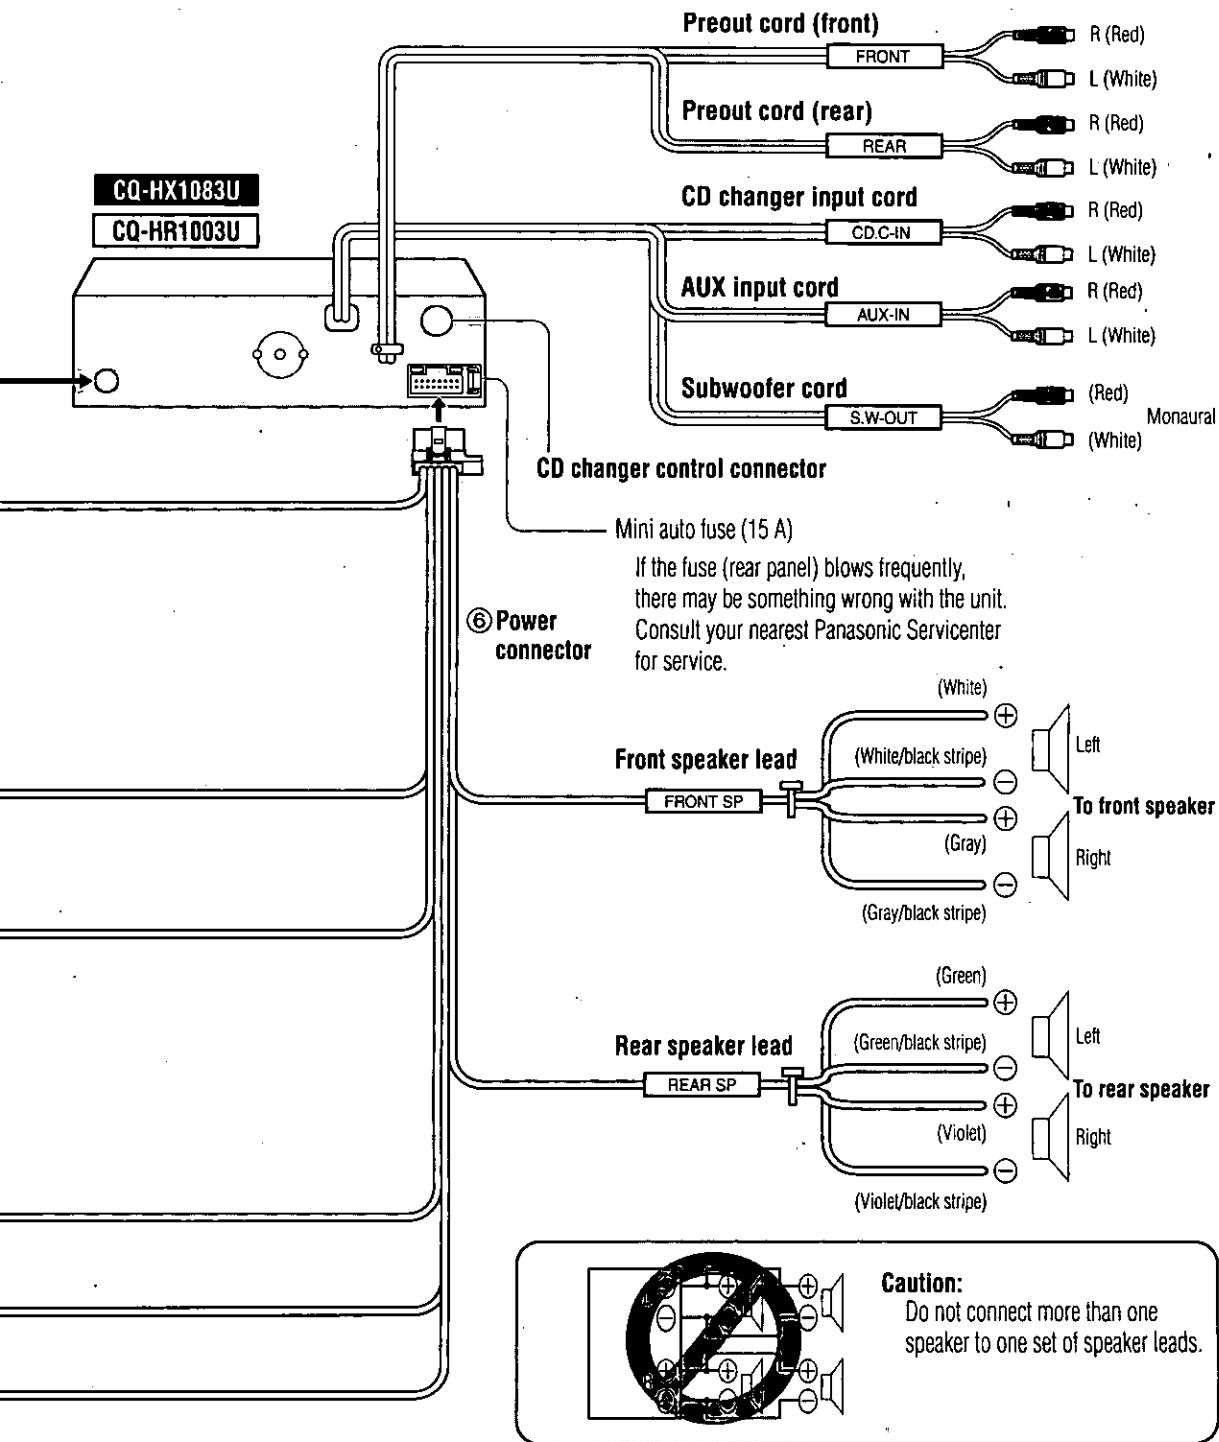 Preout cord (front)
FRONT
R (Red)
L (White)
Preout cord (rear)
REAR
R (Red)
L (White)
CQ-HX1083U
CQ-HR1003U
CD changer input cord
CD.C-IN
R (Red)
L (White)
AUX input cord
AUX-IN
R (Red)
L (White)
Subwoofer cord
S.W-OUT
(Red)
Monaural
(White)
CD changer control connector
Mini auto fuse (15 A)
If the fuse (rear panel) blows frequently,
there may be something wrong with the unit.
Consult your nearest Panasonic Servicenter
for service.
⑥ Power
connector
Front speaker lead
FRONT SP
(White)
+
Left
(White/black stripe)
−
To front speaker
+
(Gray)
Right
−
(Gray/black stripe)
Rear speaker lead
REAR SP
(Green)
+
Left
(Green/black stripe)
−
To rear speaker
+
(Violet)
Right
−
(Violet/black stripe)
Caution:
Do not connect more than one
speaker to one set of speaker leads.